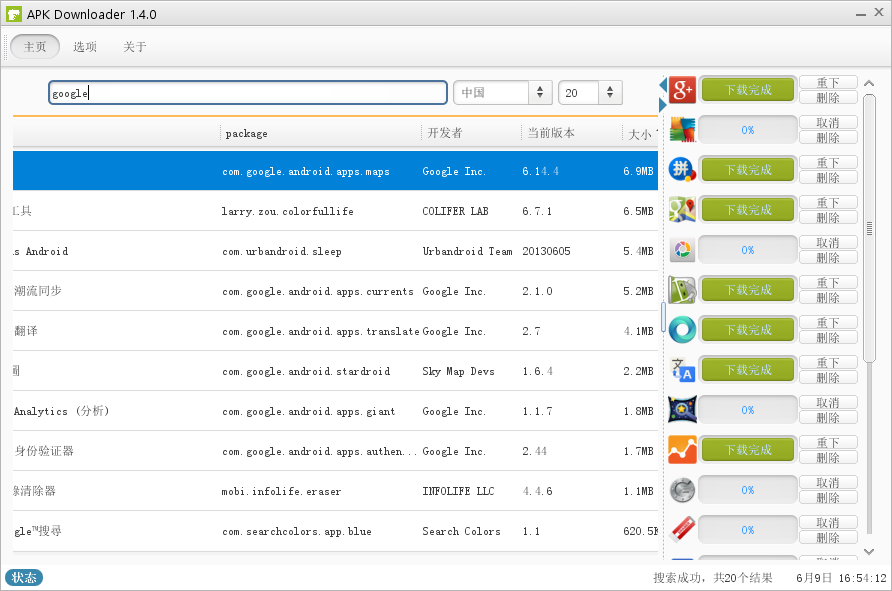 APK Downloader 1.4.0
主页 选项 关于
google 中国 20
package 开发者 当前版本 大小
com.google.android.apps.maps Google Inc. 6.14.4 6.9MB
工具 larry.zou.colorfullife COLIFER LAB 6.7.1 6.5MB
s Android com.urbandroid.sleep Urbandroid Team 20130605 5.4MB
潮流同步 com.google.android.apps.currents Google Inc. 2.1.0 5.2MB
翻译 com.google.android.apps.translate Google Inc. 2.7 4.1MB
com.google.android.stardroid Sky Map Devs 1.6.4 2.2MB
Analytics (分析) com.google.android.apps.giant Google Inc. 1.1.7 1.8MB
身份验证器 com.google.android.apps.authen... Google Inc. 2.44 1.7MB
清除器 mobi.infolife.eraser INFOLIFE LLC 4.4.6 1.1MB
gle™搜尋 com.searchcolors.app.blue Search Colors 1.1 620.5K
下载完成 重下 删除
0% 取消 删除
拼 下载完成 重下 删除
下载完成 重下 删除
0% 取消 删除
下载完成 重下 删除
下载完成 重下 删除
文A 下载完成 重下 删除
0% 取消 删除
下载完成 重下 删除
0% 取消 删除
0% 取消 删除
状态 搜索成功，共20个结果 6月9日 16:54:12